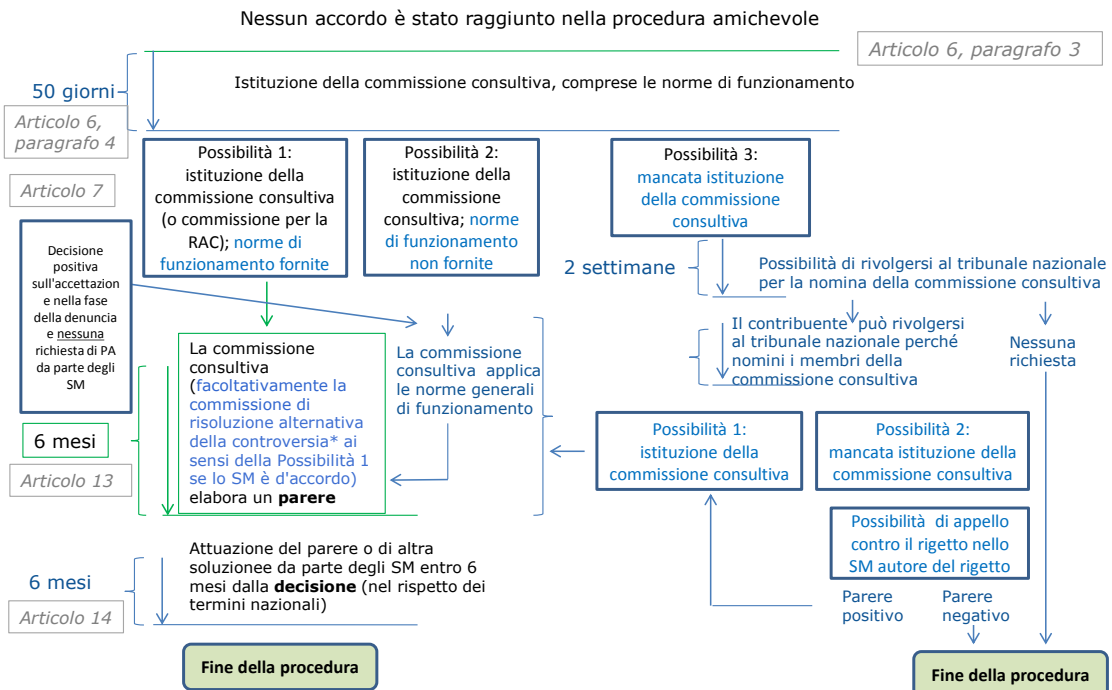 Nessun accordo è stato raggiunto nella procedura amichevole
Articolo 6, paragrafo 3
Istituzione della commissione consultiva, comprese le norme di funzionamento
50 giorni
Articolo 6,
paragrafo 4
Articolo 7
Possibilità 1:
istituzione della
commissione consultiva
(o commissione per la
RAC); norme di
funzionamento fornite
Possibilità 2:
istituzione della
commissione
consultiva; norme
di funzionamento
non fornite
Possibilità 3:
mancata istituzione
della commissione
consultiva
Decisione
positiva
sull'accettazion
e nella fase
della denuncia
e nessuna
richiesta di PA
da parte degli
SM
2 settimane
Possibilità di rivolgersi al tribunale nazionale
per la nomina della commissione consultiva
Il contribuente può rivolgersi
al tribunale nazionale perché
nomini i membri della
commissione consultiva
Nessuna
richiesta
La commissione
consultiva
(facoltativamente la
commissione di
risoluzione alternativa
della controversia* ai
sensi della Possibilità 1
se lo SM è d'accordo)
elabora un parere
La commissione
consultiva applica
le norme generali
di funzionamento
6 mesi
Articolo 13
Possibilità 1:
istituzione della
commissione consultiva
Possibilità 2:
mancata istituzione della
commissione consultiva
Possibilità di appello
contro il rigetto nello
SM autore del rigetto
Parere
positivo
Parere
negativo
Attuazione del parere o di altra
soluzionee da parte degli SM entro 6
mesi dalla decisione (nel rispetto dei
termini nazionali)
6 mesi
Articolo 14
Fine della procedura
Fine della procedura